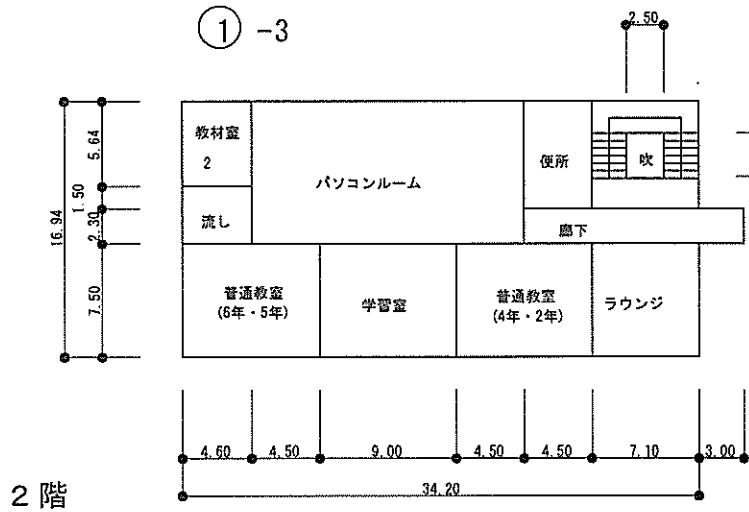 ① -3
2.50
教材室
2
パソコンルーム
便所
吹
流し
廊下
普通教室
(6年・5年)
学習室
普通教室
(4年・2年)
ラウンジ
16.94
5.64
1.50
2.30
7.50
4.60
4.50
9.00
4.50
4.50
7.10
3.00
34.20
2階